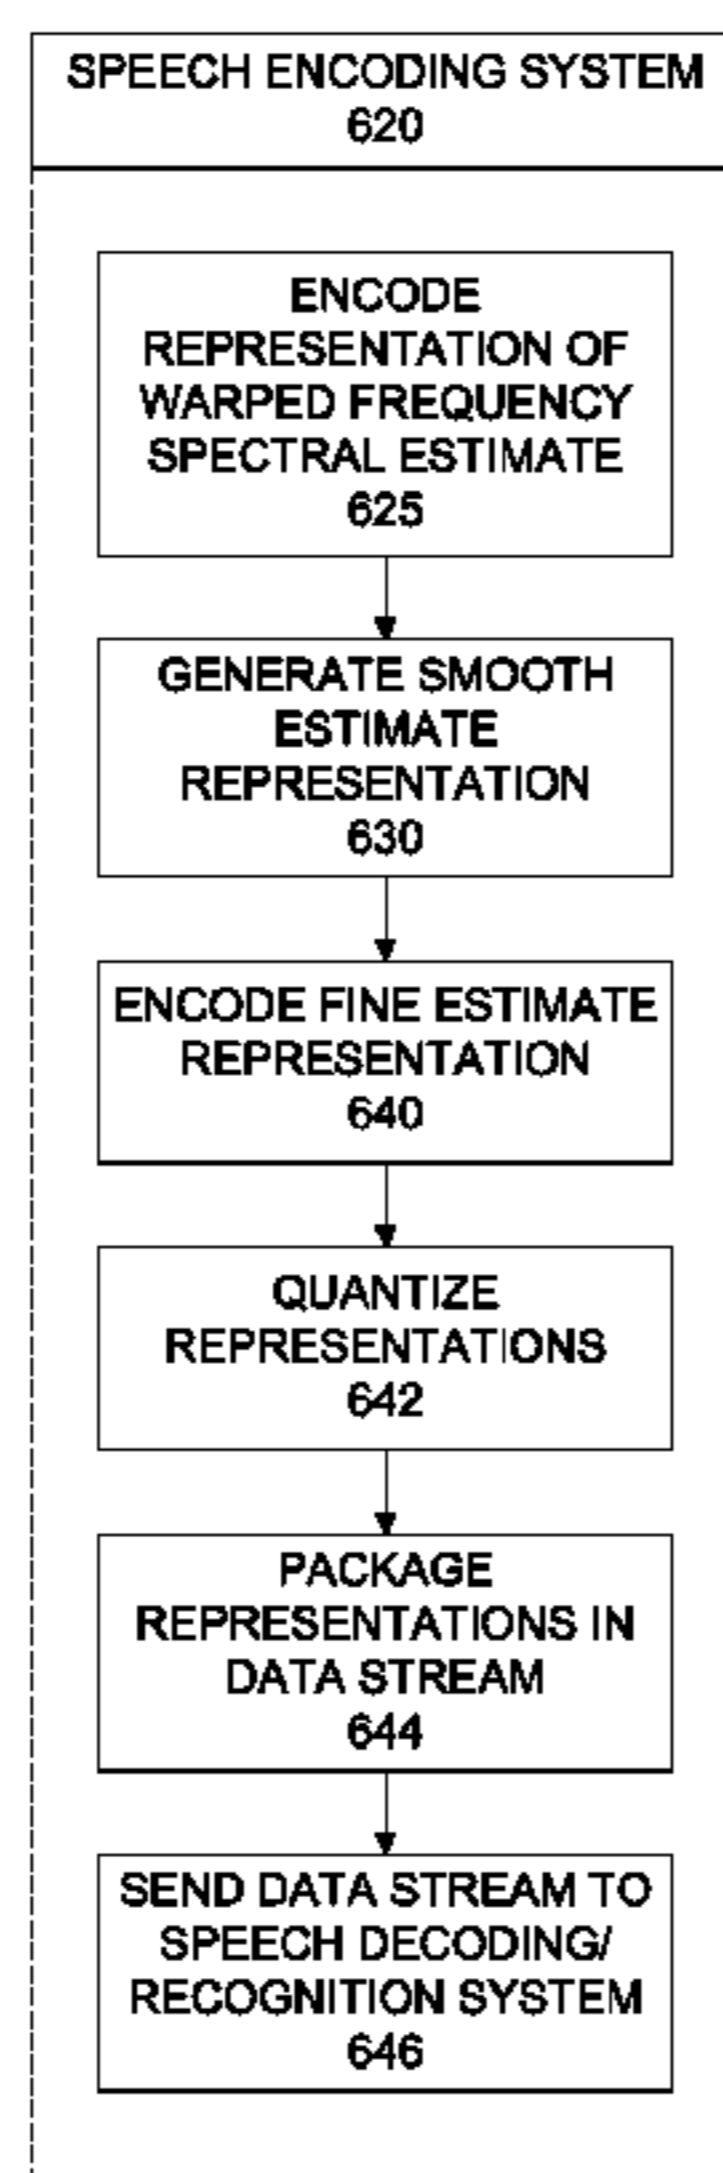 SPEECH ENCODING SYSTEM
620
ENCODE
REPRESENTATION OF
WARPED FREQUENCY
SPECTRAL ESTIMATE
625
GENERATE SMOOTH
ESTIMATE
REPRESENTATION
630
ENCODE FINE ESTIMATE
REPRESENTATION
640
QUANTIZE
REPRESENTATIONS
642
PACKAGE
REPRESENTATIONS IN
DATA STREAM
644
SEND DATA STREAM TO
SPEECH DECODING/
RECOGNITION SYSTEM
646